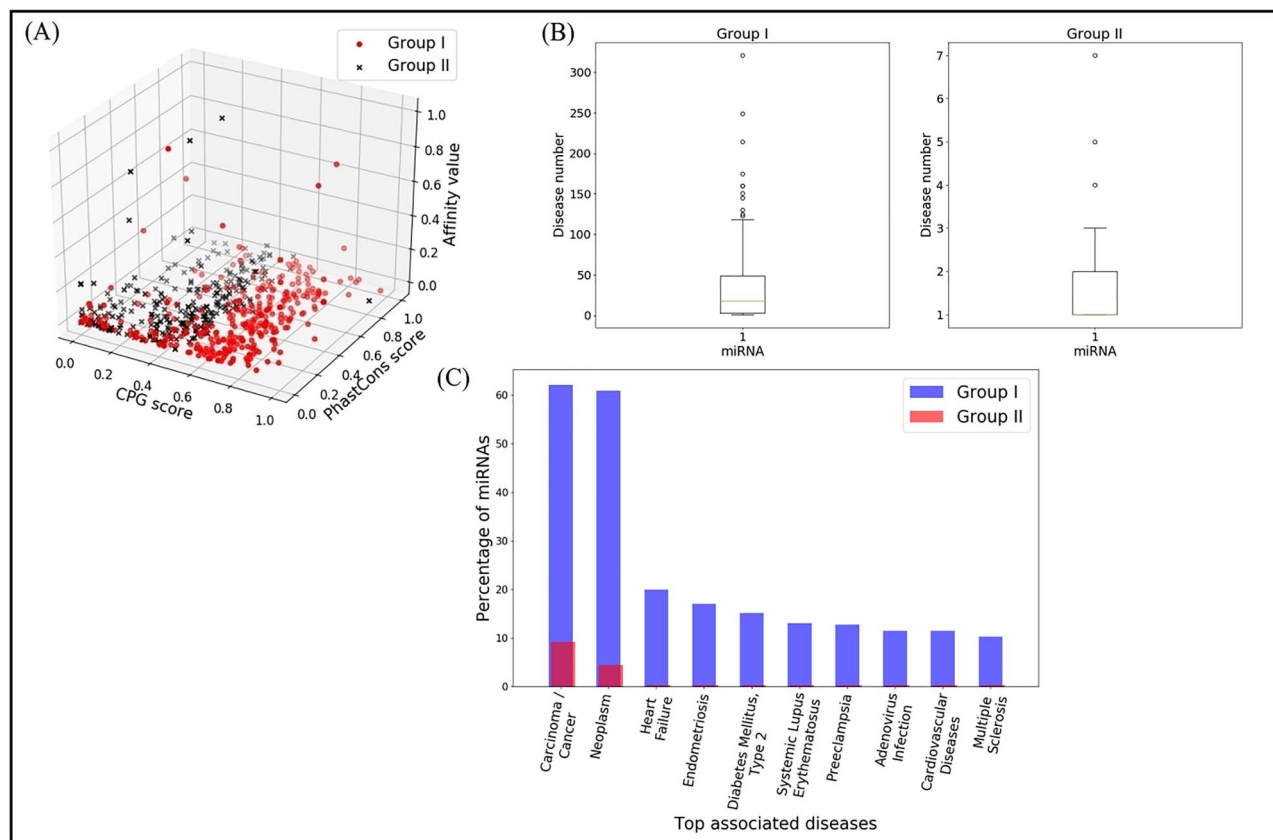 (A)
Group I
Group II
1.0
0.8
0.6
0.4
0.2
0.0
Affinity value
0.0
0.2
0.4
0.6
0.8
1.0
CPG score
0.0
0.2
0.4
0.6
0.8
1.0
PhastCons score
(B)
Group I
300
250
200
150
100
50
0
Disease number
1
miRNA
Group II
7
6
5
4
3
2
1
Disease number
1
miRNA
(C)
Group I
Group II
60
50
40
30
20
10
0
Percentage of miRNAs
Carcinoma /
Cancer
Neoplasm
Heart
Failure
Endometriosis
Diabetes Mellitus,
Type 2
Systemic Lupus
Erythematosus
Preeclampsia
Adenovirus
Infection
Cardiovascular
Diseases
Multiple
Sclerosis
Top associated diseases